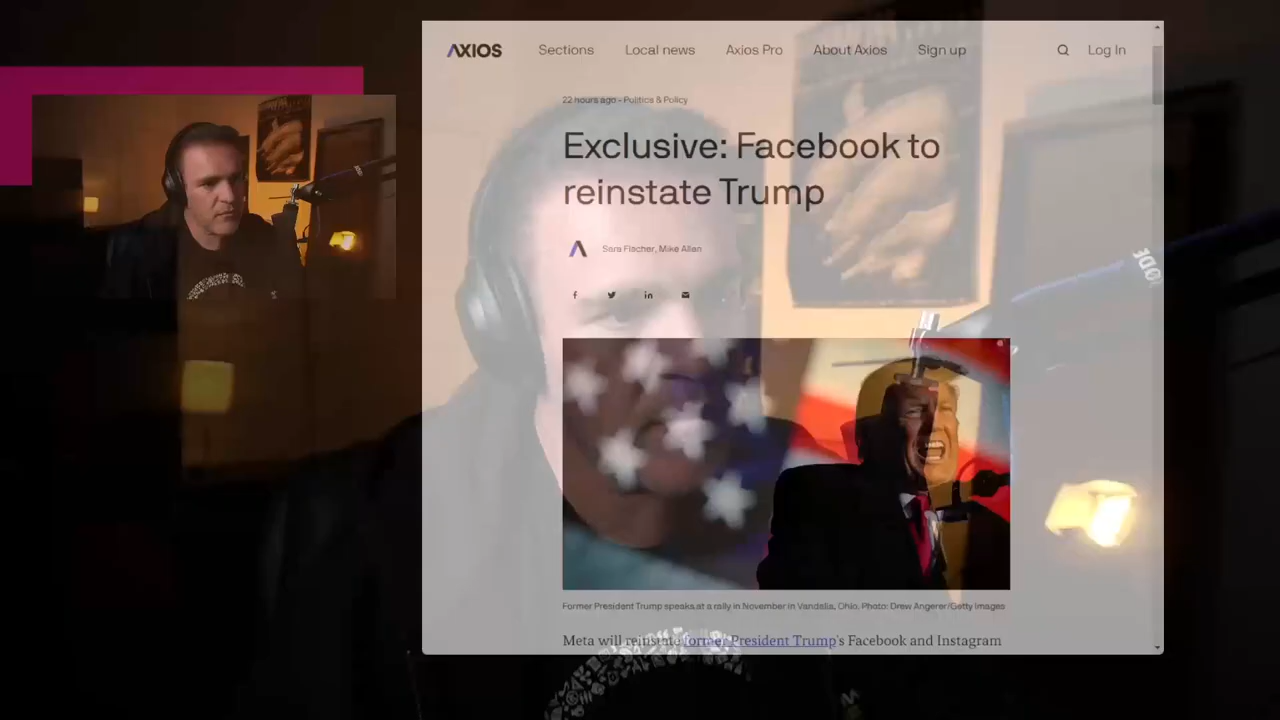 AXIOS Sections Local news Axios Pro About Axios Sign up Log In
22 hours ago - Politics & Policy
Exclusive: Facebook to
reinstate Trump
Sara Fischer, Mike Allen
Former President Trump speaks at a rally in November in Vandalia, Ohio. Photo: Drew Angerer/Getty Images
Meta will reinstate former President Trump's Facebook and Instagram